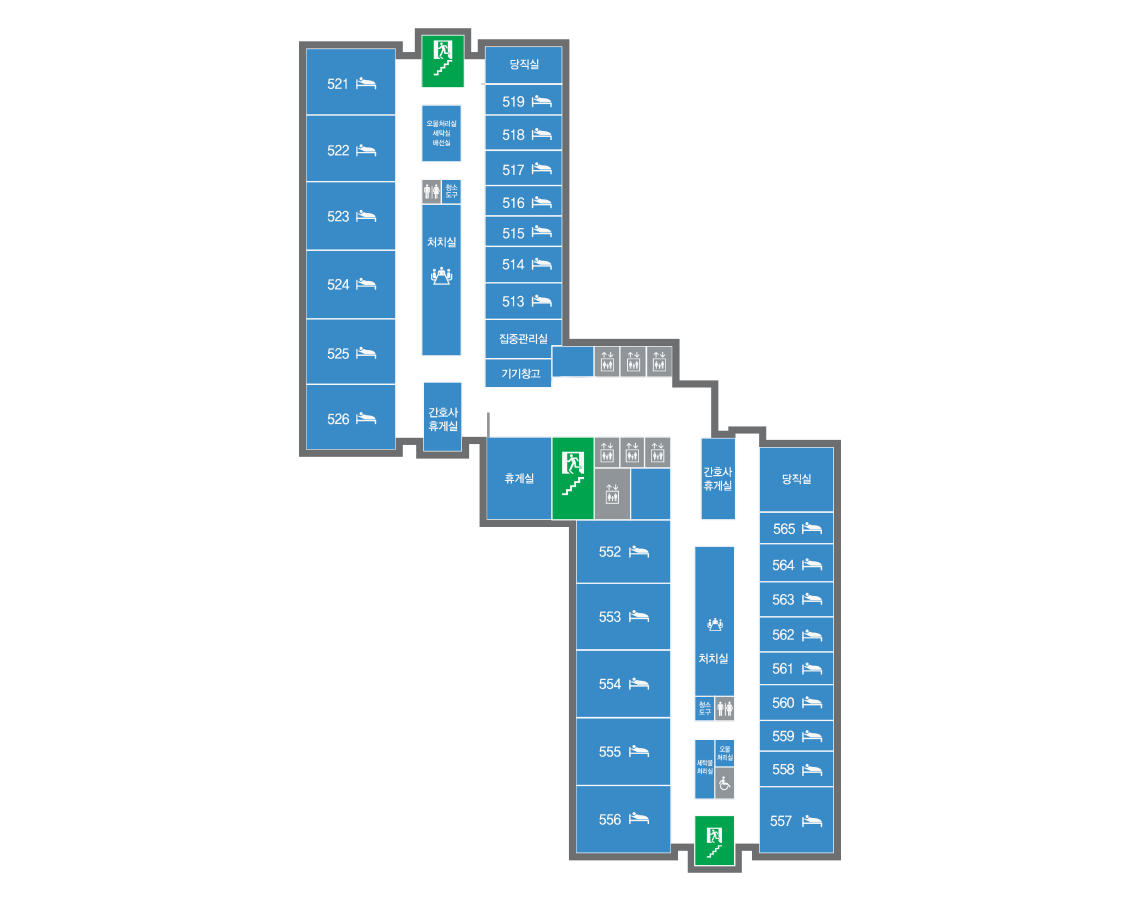 521
522
523
524
525
526
오물처리실
세탁실
배선실
청소
도구
처치실
간호사
휴게실
당직실
519
518
517
516
515
514
513
집중관리실
기기창고
휴게실
552
553
554
555
556
간호사
휴게실
처치실
청소
도구
세탁물
처리실
오물
처리실
당직실
565
564
563
562
561
560
559
558
557